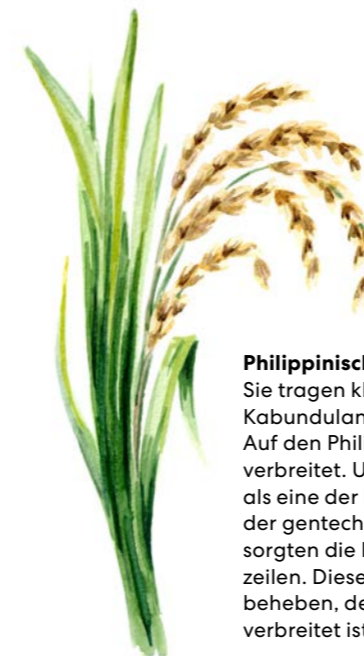 Philippinisch
Sie tragen kl
Kabundulan
Auf den Phil
verbreitet. U
als eine der
der gentech
sorgten die
zeilen. Diese
beheben, de
verbreitet ist